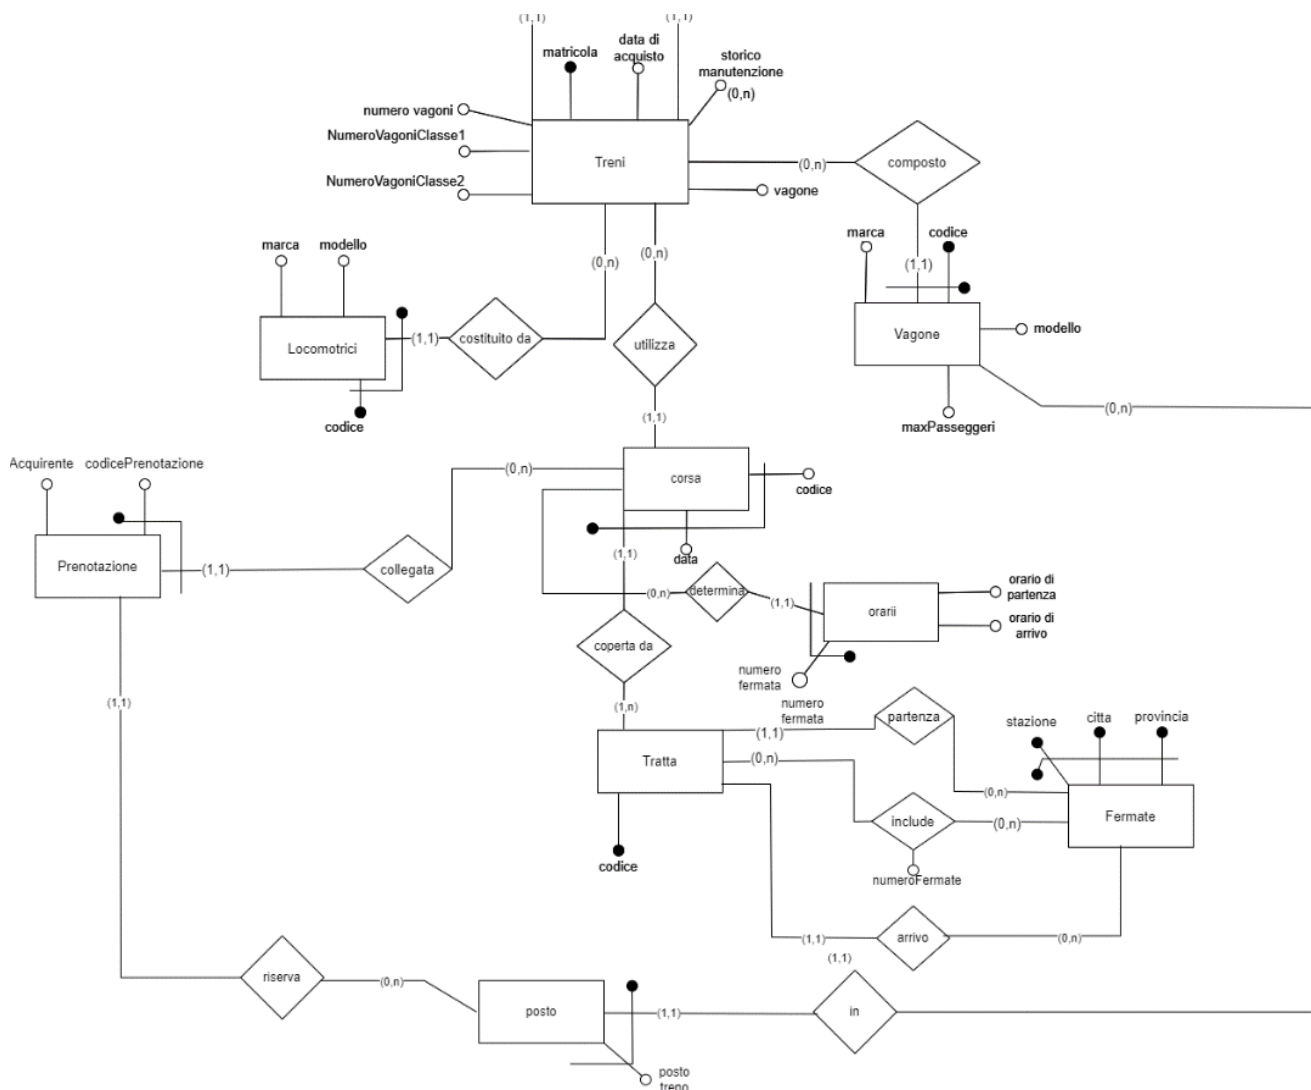 (1,1)
(1,1)
matricola
data di
acquisto
storico
manutenzione
(0,n)
numero vagoni
NumeroVagoniClasse1
NumeroVagoniClasse2
Treni
(0,n)
composto
vagone
marca
modello
(0,n)
(0,n)
marca
codice
(1,1)
Locomotrici
(1,1)
costituito da
utilizza
Vagone
modello
codice
(1,1)
maxPasseggeri
(0,n)
Acquirente
codicePrenotazione
(0,n)
corsa
codice
data
(1,1)
Prenotazione
(1,1)
collegata
(0,n)
determina
(1,1)
orarii
orario di
partenza
orario di
arrivo
coperta da
numero
fermata
numero
fermata
(1,1)
(1,n)
partenza
(1,1)
stazione
citta
provincia
Tratta
(0,n)
(0,n)
include
(0,n)
Fermate
codice
numeroFermate
(1,1)
arrivo
(0,n)
(1,1)
riserva
(0,n)
posto
(1,1)
in
posto
treno